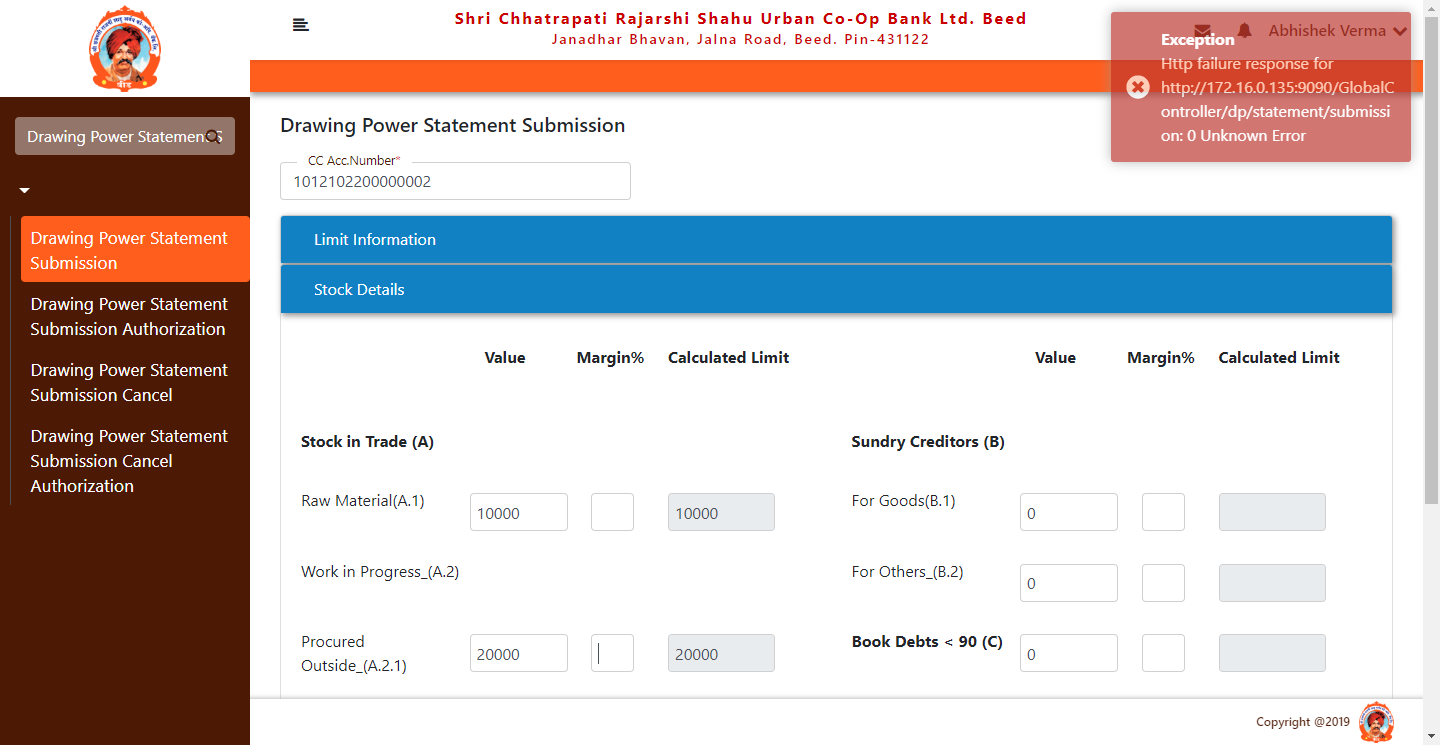 Shri Chhatrapati Rajarshi Shahu Urban Co-Op Bank Ltd. Beed
Janadhar Bhavan, Jalna Road, Beed. Pin-431122
Abhishek Verma
Exception
Http failure response for
http://172.16.0.135:9090/GlobalC
ontroller/dp/statement/submissi
on: 0 Unknown Error
Drawing Power Statement S
Drawing Power Statement
Submission
Drawing Power Statement
Submission Authorization
Drawing Power Statement
Submission Cancel
Drawing Power Statement
Submission Cancel
Authorization
Drawing Power Statement Submission
CC Acc.Number*
1012102200000002
Limit Information
Stock Details
Value Margin% Calculated Limit Value Margin% Calculated Limit
Stock in Trade (A) Sundry Creditors (B)
Raw Material(A.1) 10000 10000 For Goods(B.1) 0
Work in Progress_(A.2) For Others_(B.2) 0
Procured
Outside_(A.2.1) 20000 20000 Book Debts < 90 (C) 0
Copyright @2019